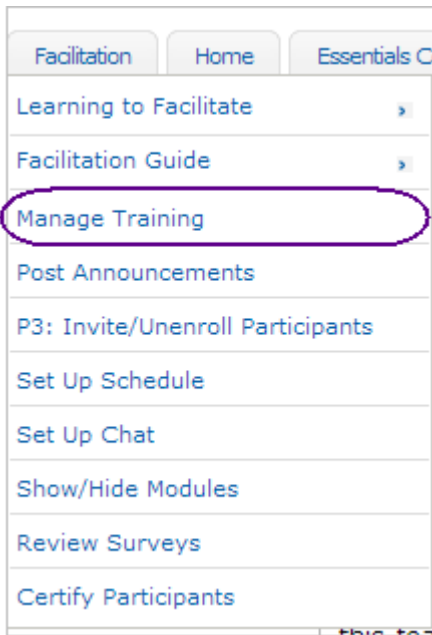 Facilitation Home Essentials
Learning to Facilitate
Facilitation Guide
Manage Training
Post Announcements
P3: Invite/Unenroll Participants
Set Up Schedule
Set Up Chat
Show/Hide Modules
Review Surveys
Certify Participants